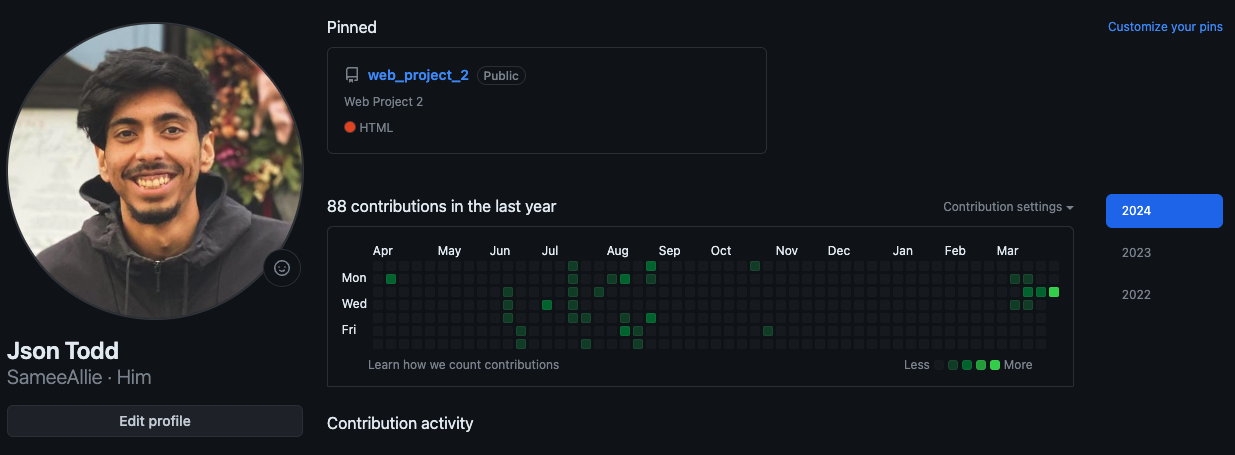 Pinned
Customize your pins
web_project_2 Public
Web Project 2
HTML
88 contributions in the last year
Contribution settings
2024
2023
2022
Apr May Jun Jul Aug Sep Oct Nov Dec Jan Feb Mar
Mon
Wed
Fri
Learn how we count contributions
Less More
Json Todd
SameeAllie · Him
Edit profile
Contribution activity